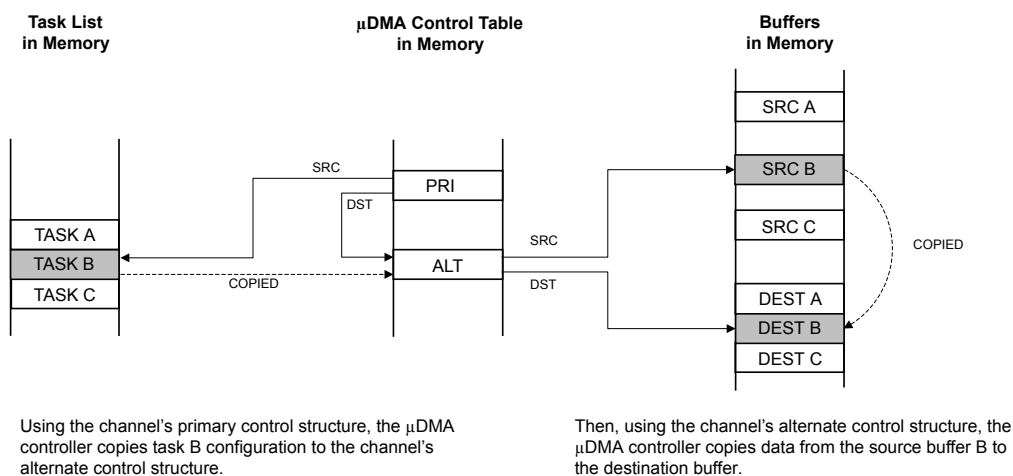 Task List
in Memory
µDMA Control Table
in Memory
Buffers
in Memory
SRC A
SRC B
SRC C
SRC
PRI
DST
TASK A
TASK B
TASK C
ALT
SRC
DST
COPIED
COPIED
DEST A
DEST B
DEST C
Using the channel's primary control structure, the µDMA
controller copies task B configuration to the channel's
alternate control structure.
Then, using the channel's alternate control structure, the
µDMA controller copies data from the source buffer B to
the destination buffer.